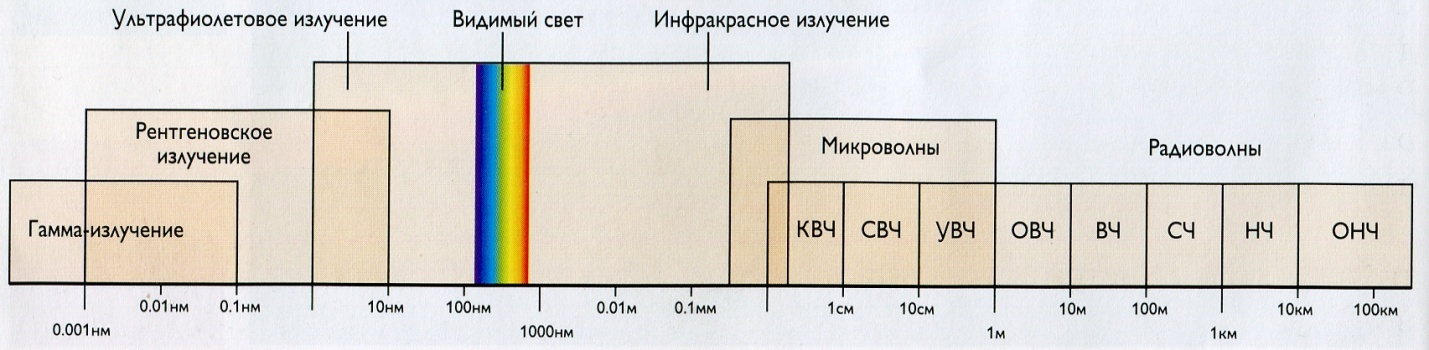 Ультрафиолетовое излучение
Видимый свет
Инфракрасное излучение
Рентгеновское
излучение
Микроволны
Радиоволны
Гамма-излучение
КВЧ
СВЧ
УВЧ
ОВЧ
ВЧ
СЧ
НЧ
ОНЧ
0.01нм
0.1нм
10нм
100нм
0.01м
0.1мм
1см
10см
10м
100м
10км
100км
0.001нм
1000нм
1м
1км